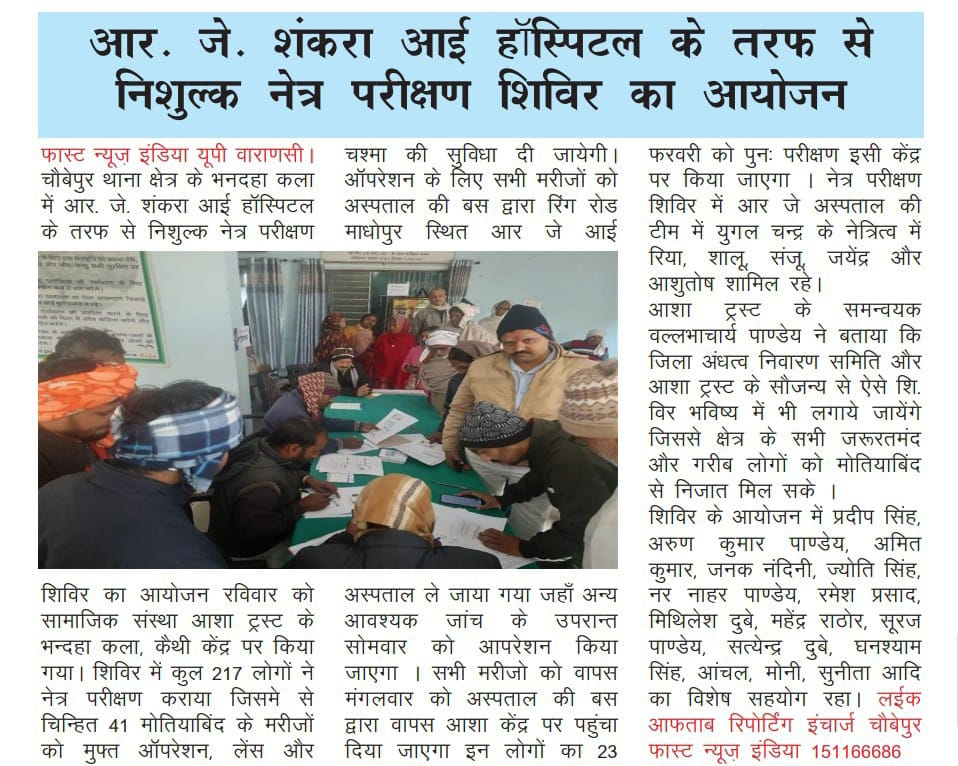 आर. जे. शंकरा आई हॉस्पिटल के तरफ से
निशुल्क नेत्र परीक्षण शिविर का आयोजन
फास्ट न्यूज़ इंडिया यूपी वाराणसी।
चौबेपुर थाना क्षेत्र के भनदहा कला
में आर. जे. शंकरा आई हॉस्पिटल
के तरफ से निशुल्क नेत्र परीक्षण
शिविर का आयोजन रविवार को
सामाजिक संस्था आशा ट्रस्ट के
भन्दहा कला, कैथी केंद्र पर किया
गया। शिविर में कुल 217 लोगों ने
नेत्र परीक्षण कराया जिसमे से
चिन्हित 41 मोतियाबिंद के मरीजों
को मुफ्त ऑपरेशन, लेंस और
चश्मा की सुविधा दी जायेगी।
ऑपरेशन के लिए सभी मरीजों को
अस्पताल की बस द्वारा रिंग रोड
माधोपुर स्थित आर जे आई
अस्पताल ले जाया गया जहाँ अन्य
आवश्यक जांच के उपरान्त
सोमवार को आपरेशन किया
जाएगा । सभी मरीजो को वापस
मंगलवार को अस्पताल की बस
द्वारा वापस आशा केंद्र पर पहुंचा
दिया जाएगा इन लोगों का 23
फरवरी को पुनः परीक्षण इसी केंद्र
पर किया जाएगा । नेत्र परीक्षण
शिविर में आर जे अस्पताल की
टीम में युगल चन्द्र के नेत्रित्व में
रिया, शालू, संजू, जयेंद्र और
आशुतोष शामिल रहे।
आशा ट्रस्ट के समन्वयक
वल्लभाचार्य पाण्डेय ने बताया कि
जिला अंधत्व निवारण समिति और
आशा ट्रस्ट के सौजन्य से ऐसे शि.
विर भविष्य में भी लगाये जायेंगे
जिससे क्षेत्र के सभी जरूरतमंद
और गरीब लोगों को मोतियाबिंद
से निजात मिल सके ।
शिविर के आयोजन में प्रदीप सिंह,
अरुण कुमार पाण्डेय, अमित
कुमार, जनक नंदिनी, ज्योति सिंह,
नर नाहर पाण्डेय, रमेश प्रसाद,
मिथिलेश दुबे, महेंद्र राठोर, सूरज
पाण्डेय, सत्येन्द्र दुबे, घनश्याम
सिंह, आंचल, मोनी, सुनीता आदि
का विशेष सहयोग रहा। लईक
आफताब रिपोर्टिंग इंचार्ज चौबेपुर
फास्ट न्यूज़ इंडिया 151166686